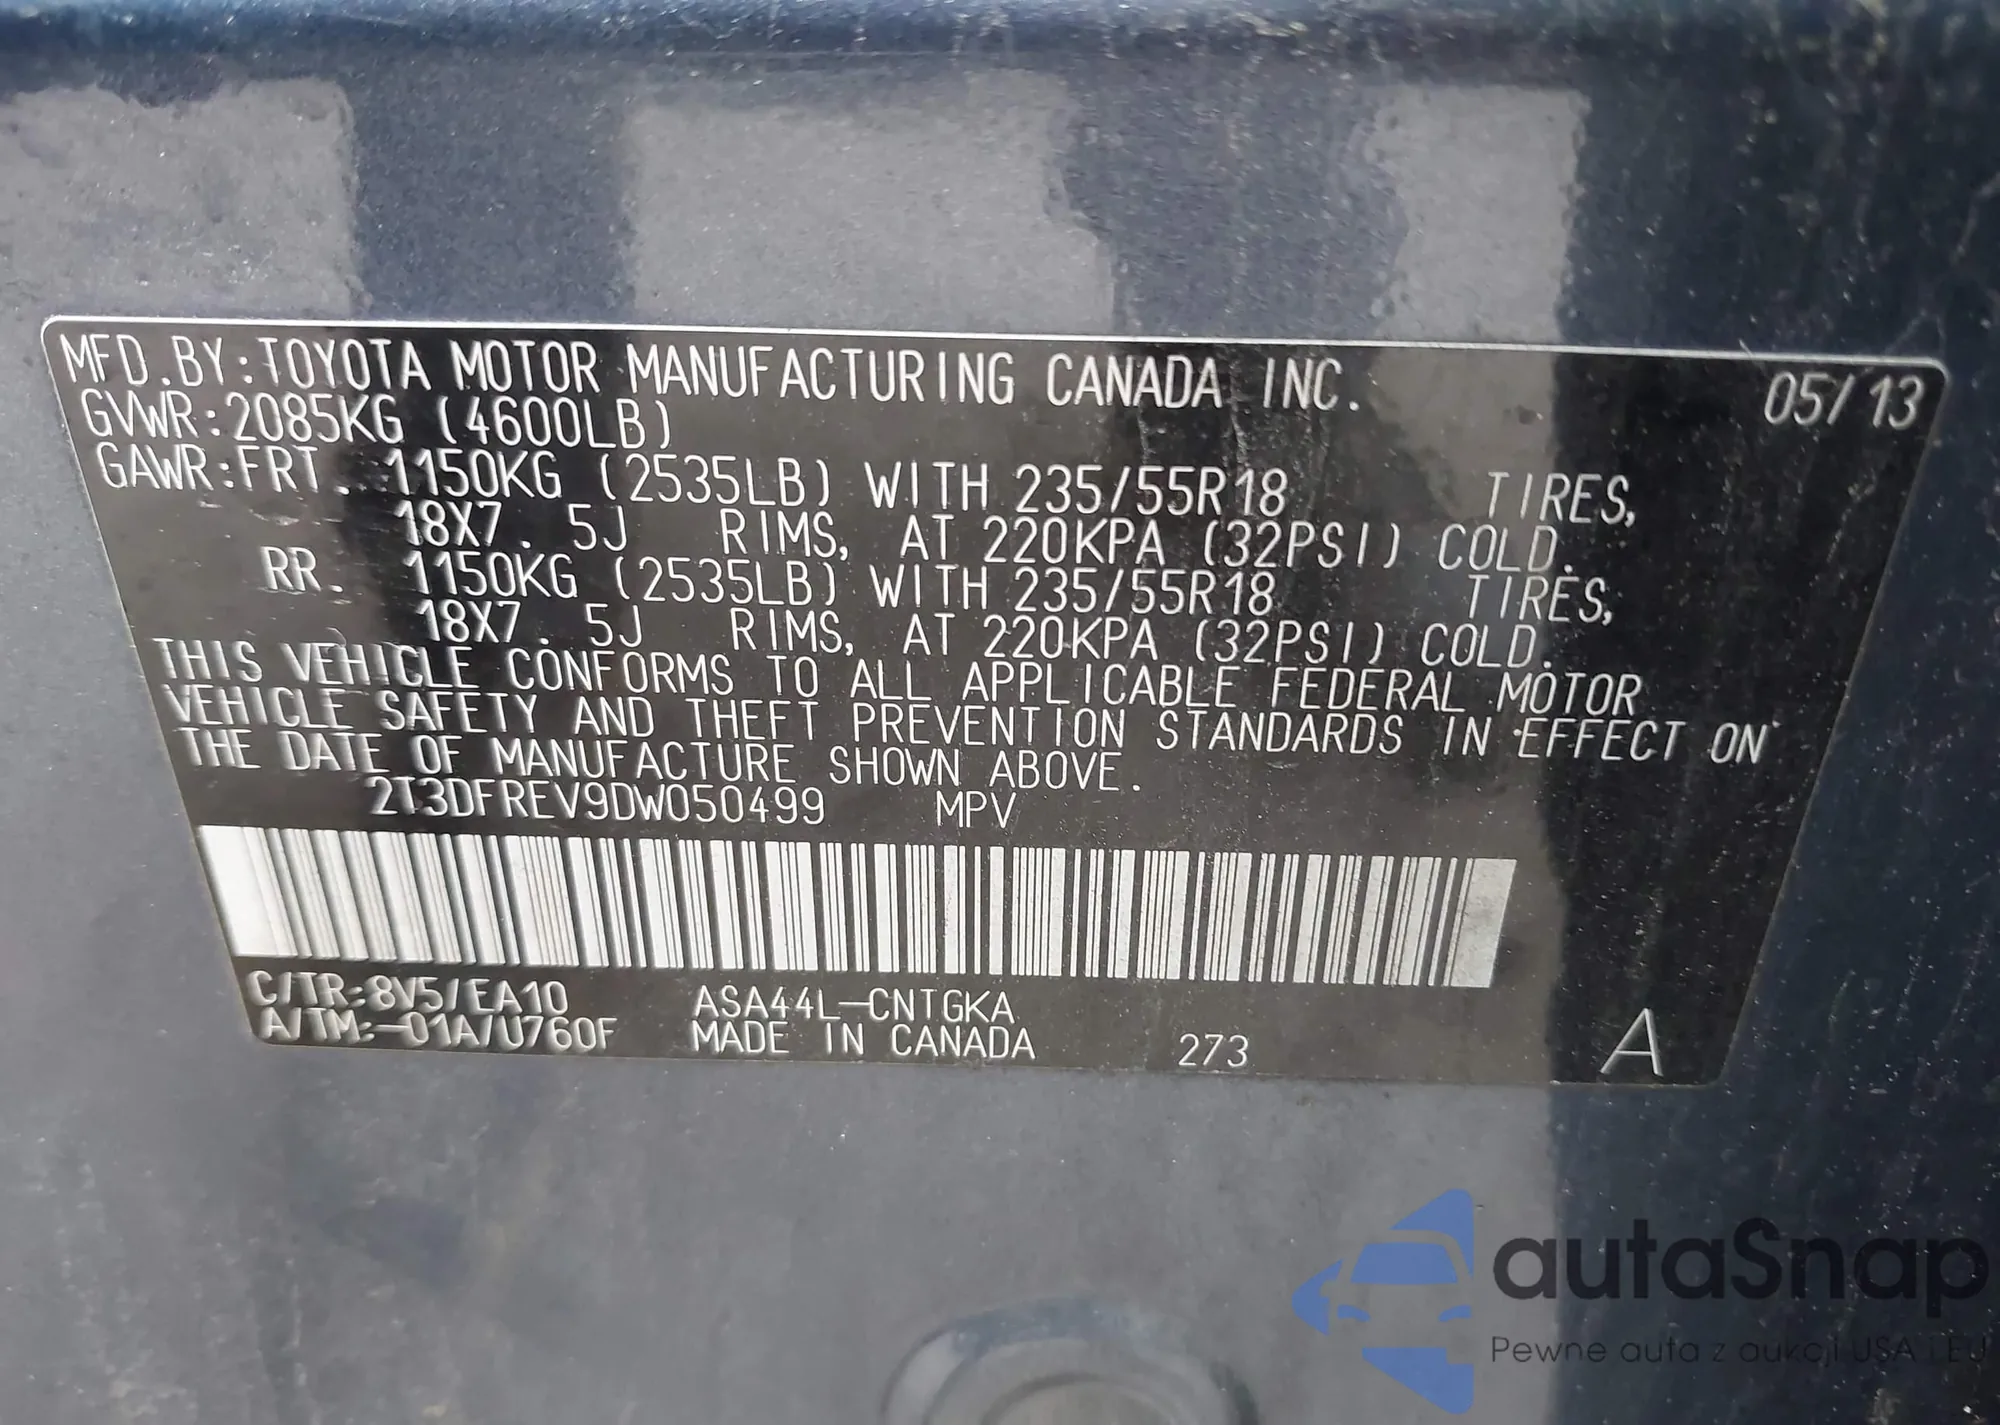 MFD.BY:TOYOTA MOTOR MANUFACTURING CANADA INC. 05/13
GVWR:2085KG (4600LB)
GAWR:FRT. 1150KG (2535LB) WITH 235/55R18 TIRES,
18X7.5J RIMS, AT 220KPA (32PSI) COLD.
RR. 1150KG (2535LB) WITH 235/55R18 TIRES,
18X7.5J RIMS, AT 220KPA (32PSI) COLD.
THIS VEHICLE CONFORMS TO ALL APPLICABLE FEDERAL MOTOR
VEHICLE SAFETY AND THEFT PREVENTION STANDARDS IN EFFECT ON
THE DATE OF MANUFACTURE SHOWN ABOVE.
2T3DFREV9DW050499 MPV
C/TR:8V5/EA10 ASA44L-CNTGKA
A/TM:-01A/U760F MADE IN CANADA 273 A
autaSnap
Pewne auta z aukcji USA i EU